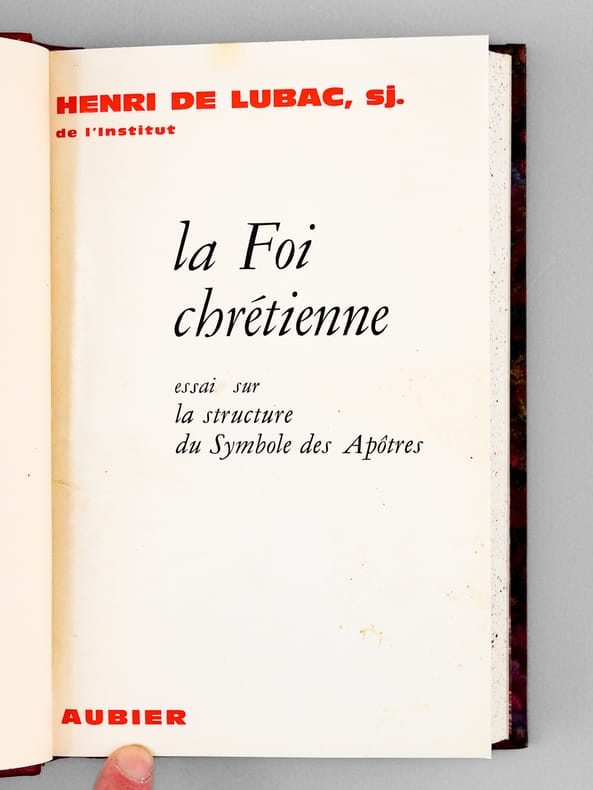 HENRI DE LUBAC, sj.
de l'Institut
la Foi
chrétienne
essai sur
la structure
du Symbole des Apôtres
AUBIER